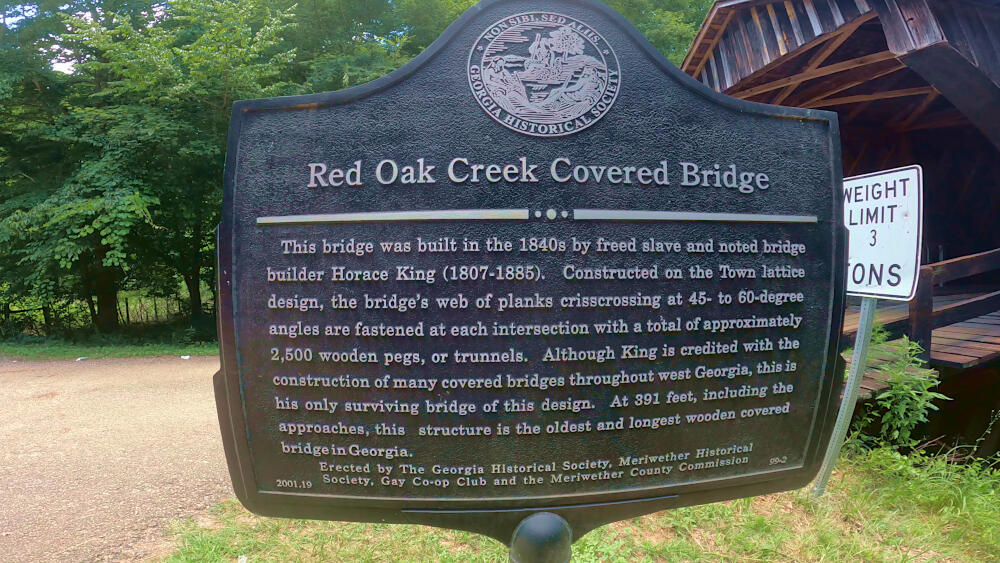 NON SIBI, SED ALIIS.
GEORGIA HISTORICAL SOCIETY
Red Oak Creek Covered Bridge
This bridge was built in the 1840s by freed slave and noted bridge
builder Horace King (1807-1885). Constructed on the Town lattice
design, the bridge's web of planks crisscrossing at 45- to 60-degree
angles are fastened at each intersection with a total of approximately
2,500 wooden pegs, or trunnels. Although King is credited with the
construction of many covered bridges throughout west Georgia, this is
his only surviving bridge of this design. At 391 feet, including the
approaches, this structure is the oldest and longest wooden covered
bridge in Georgia.
Erected by The Georgia Historical Society, Meriwether Historical
Society, Gay Co-op Club and the Meriwether County Commission
2001.19
99-2
WEIGHT
LIMIT
3
TONS